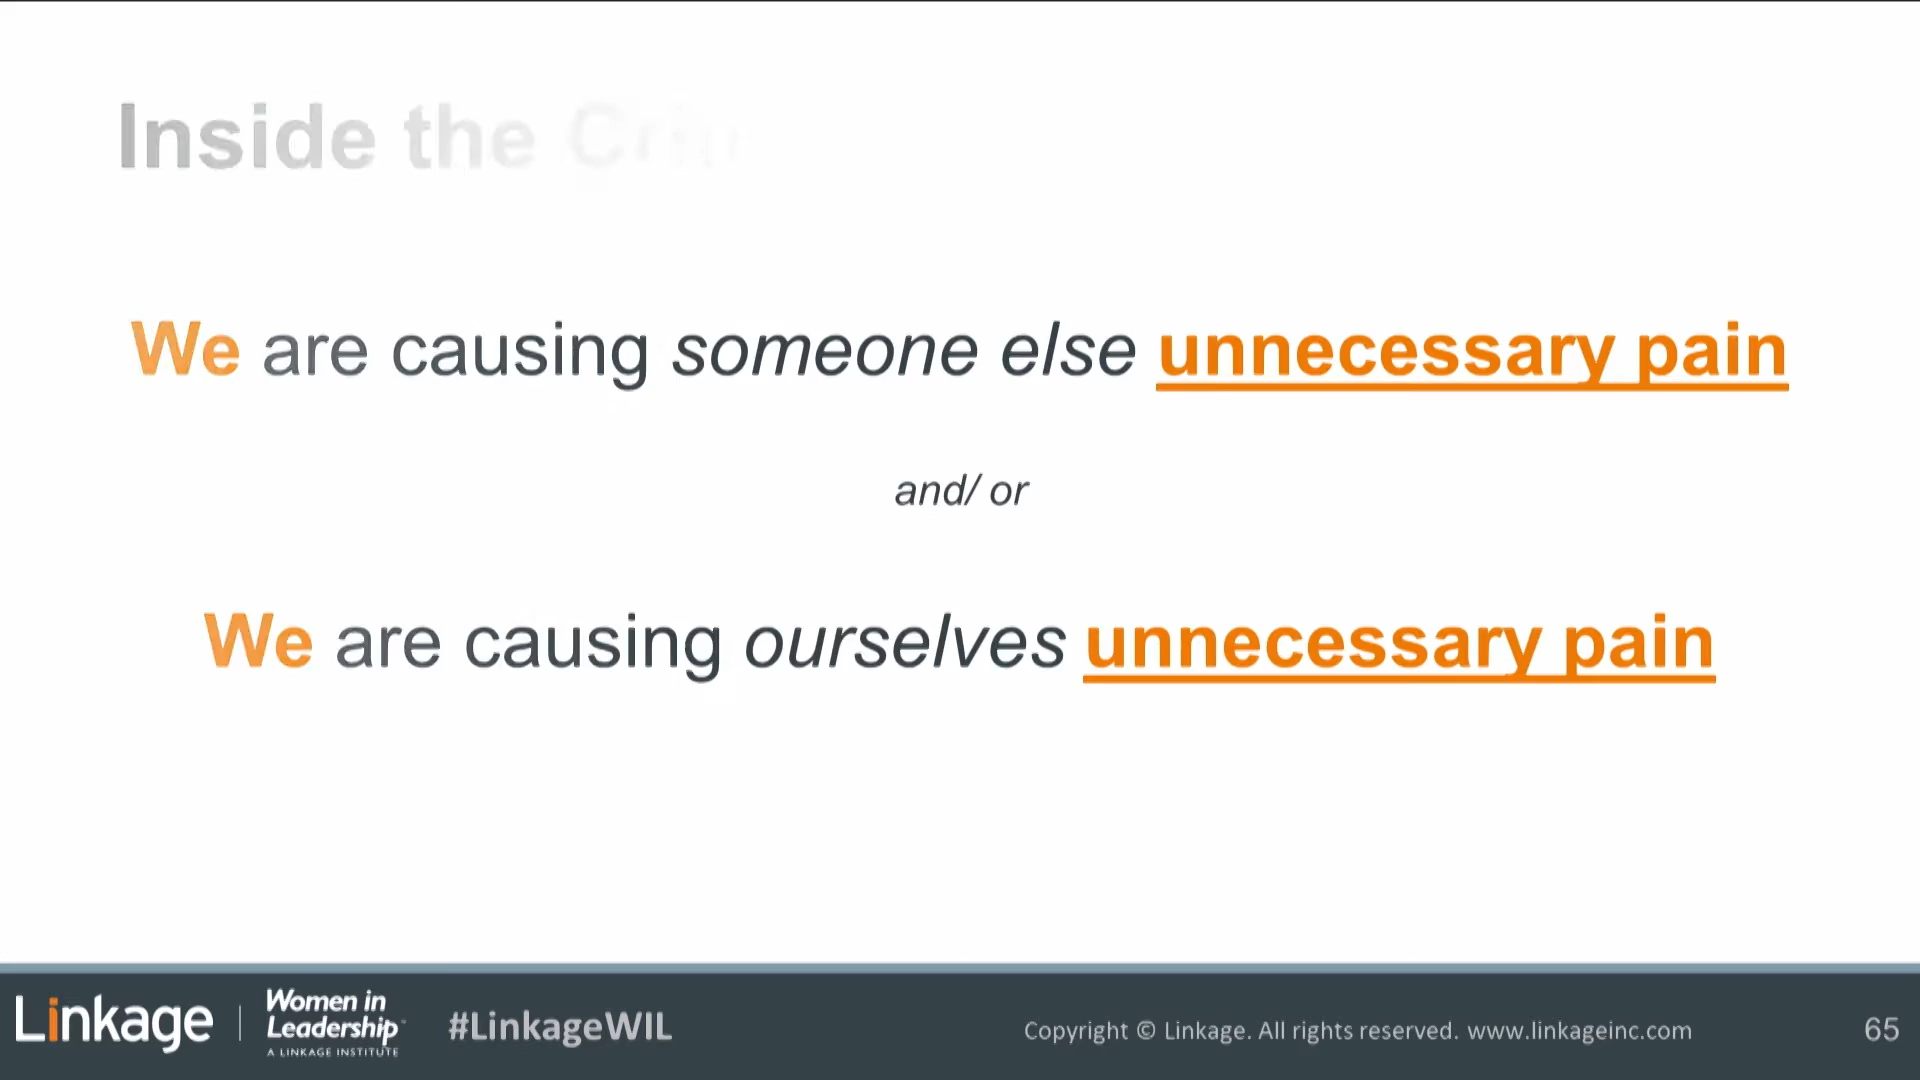 Inside the
We are causing someone else unnecessary pain
and/ or
We are causing ourselves unnecessary pain
Linkage
Women in
Leadership™
A LINKAGE INSTITUTE
#LinkageWIL
Copyright © Linkage. All rights reserved. www.linkageinc.com
65